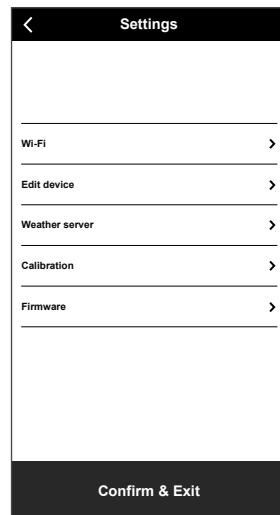 Settings
Wi-Fi
Edit device
Weather server
Calibration
Firmware
Confirm & Exit